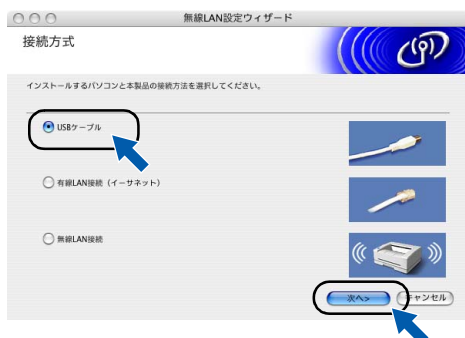 無線LAN設定ウィザード
接続方式
インストールするパソコンと本製品の接続方法を選択してください。
USBケーブル
有線LAN接続（イーサネット）
無線LAN接続
次へ>
キャンセル